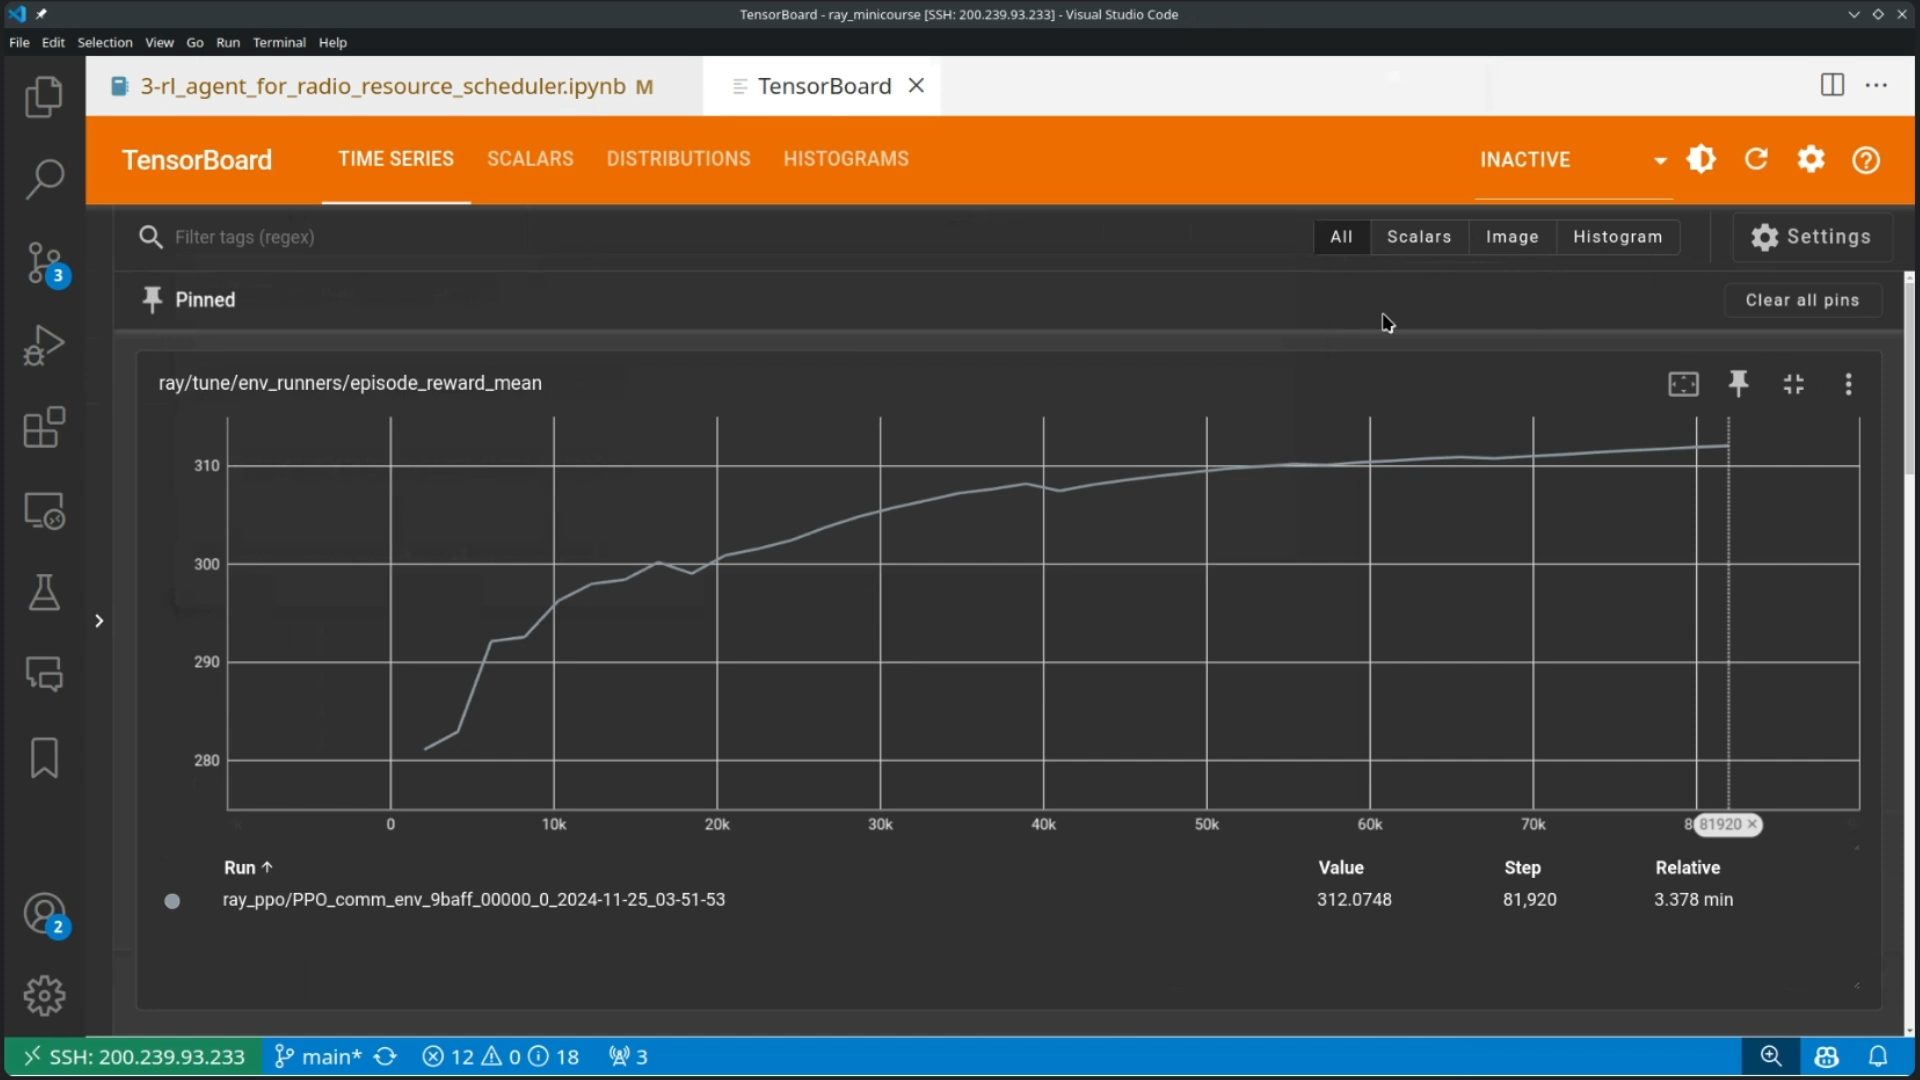 TensorBoard - ray_minicourse [SSH: 200.239.93.233] - Visual Studio Code
File Edit Selection View Go Run Terminal Help
3-rl_agent_for_radio_resource_scheduler.ipynb M
TensorBoard
TensorBoard
TIME SERIES SCALARS DISTRIBUTIONS HISTOGRAMS
INACTIVE
Filter tags (regex)
All Scalars Image Histogram
Settings
3
Pinned
Clear all pins
ray/tune/env_runners/episode_reward_mean
310
300
290
280
0 10k 20k 30k 40k 50k 60k 70k 8
81920 ×
Run ↑ Value Step Relative
ray_ppo/PPO_comm_env_9baff_00000_0_2024-11-25_03-51-53 312.0748 81,920 3.378 min
2
SSH: 200.239.93.233 main* 12 0 18 3